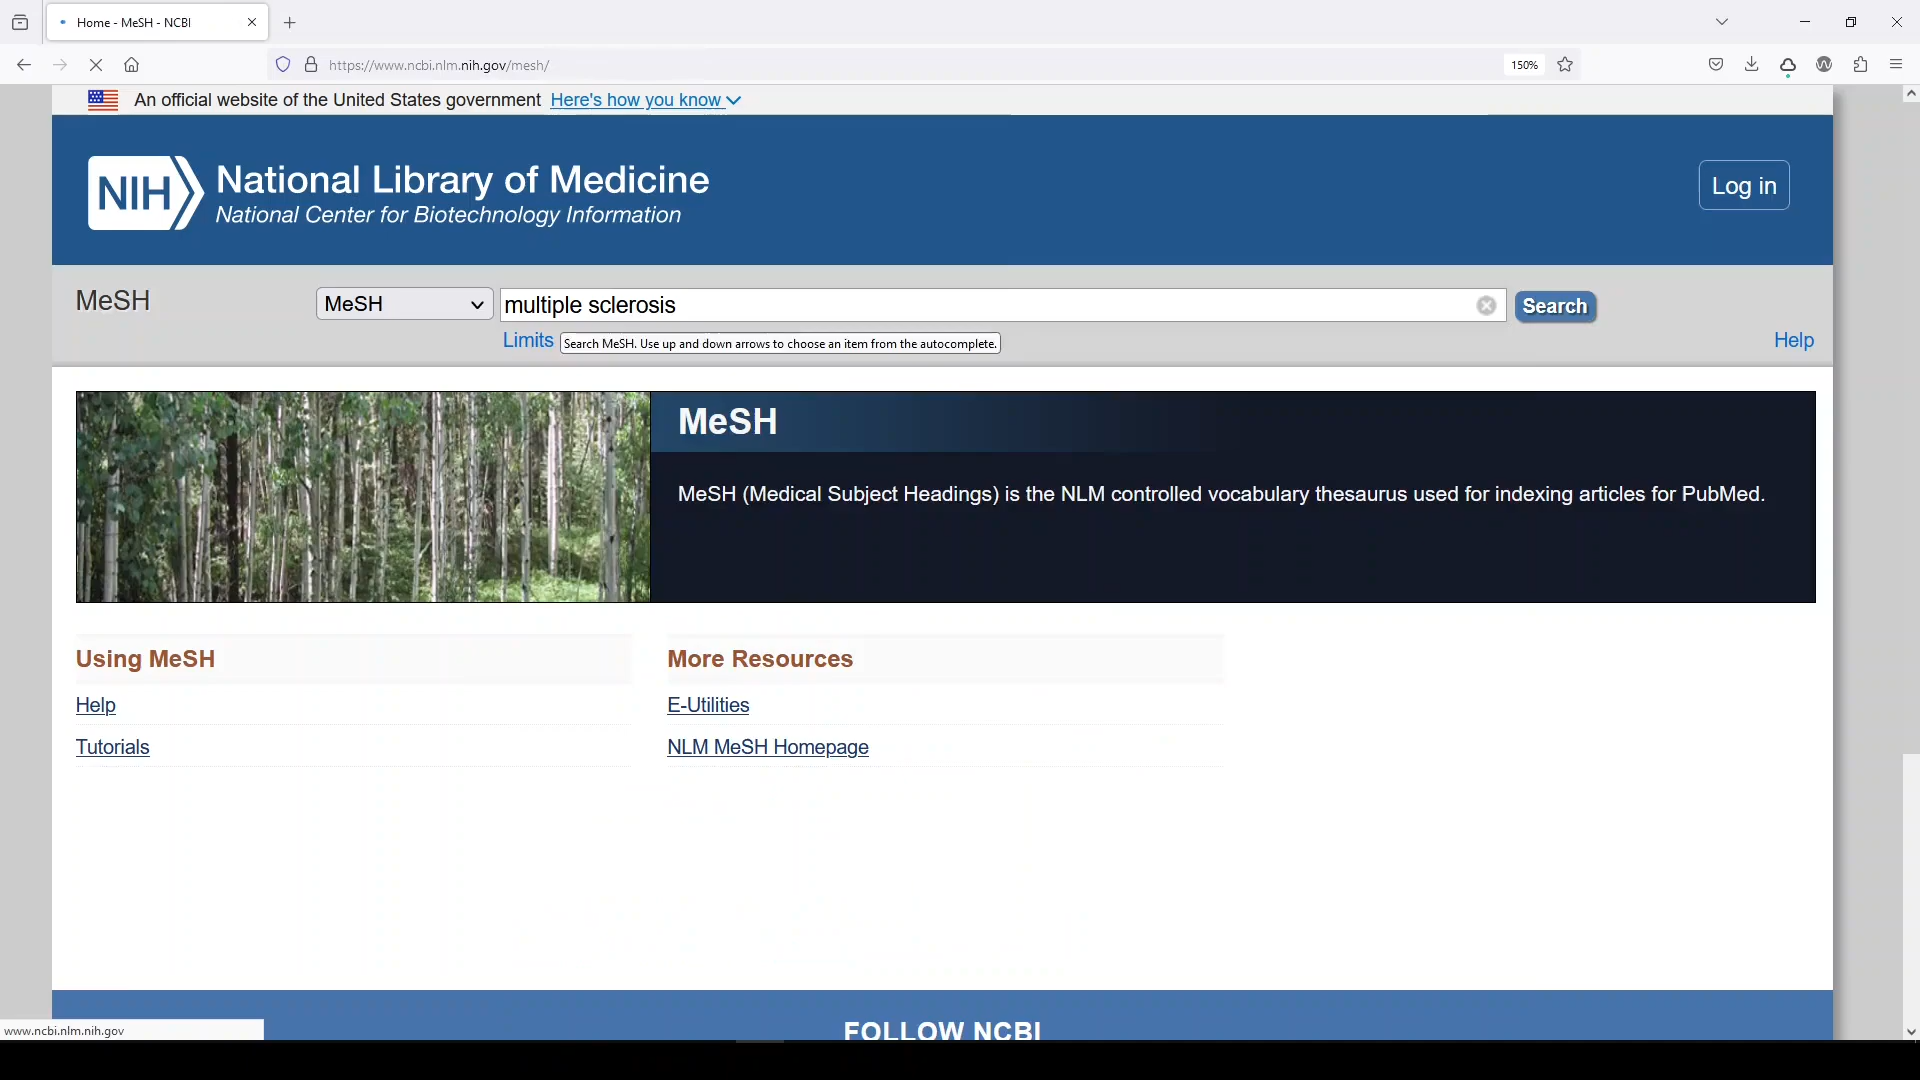 Home - MeSH - NCBI
https://www.ncbi.nlm.nih.gov/mesh/
150%
An official website of the United States government Here's how you know
NIH
National Library of Medicine
National Center for Biotechnology Information
Log in
MeSH
MeSH
multiple sclerosis
Search
Limits
Search MeSH. Use up and down arrows to choose an item from the autocomplete.
Help
MeSH
MeSH (Medical Subject Headings) is the NLM controlled vocabulary thesaurus used for indexing articles for PubMed.
Using MeSH
Help
Tutorials
More Resources
E-Utilities
NLM MeSH Homepage
FOLLOW NCBI
www.ncbi.nlm.nih.gov